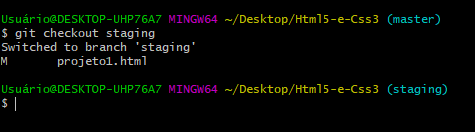 Usuário@DESKTOP-UHP76A7 MINGW64 ~/Desktop/Html5-e-Css3 (master)
$ git checkout staging
Switched to branch 'staging'
M       projeto1.html
Usuário@DESKTOP-UHP76A7 MINGW64 ~/Desktop/Html5-e-Css3 (staging)
$